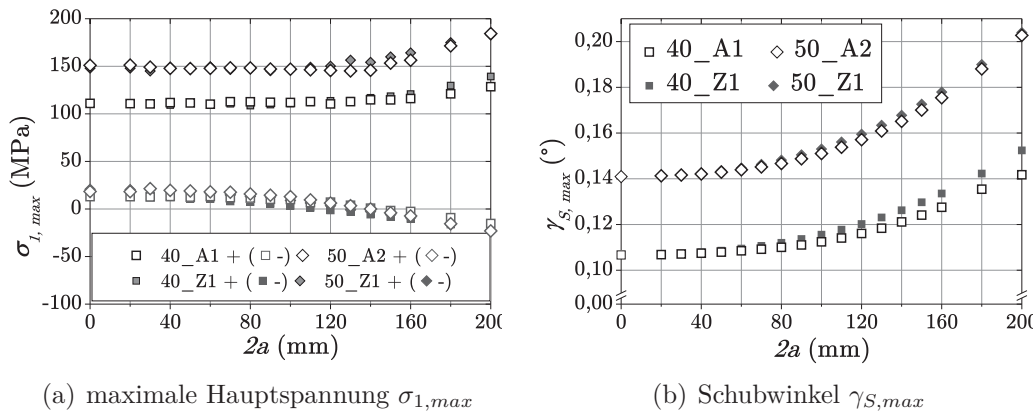 200
150
100
50
0
-50
-100
σ1, max (MPa)
40_A1 + ( -) 50_A2 + ( -)
40_Z1 + ( -) 50_Z1 + ( -)
0 40 80 120 160 200
2a (mm)
(a) maximale Hauptspannung σ1,max
0,20
0,16
0,14
0,12
0,10
0,00
γS, max (°)
40_A1 50_A2
40_Z1 50_Z1
0 40 80 120 160 200
2a (mm)
(b) Schubwinkel γS,max